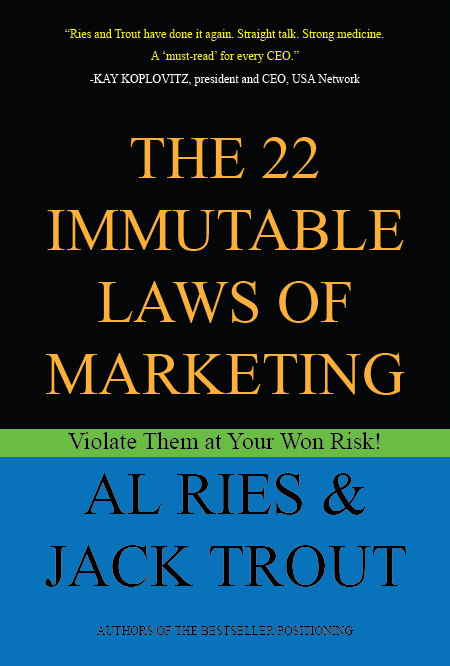 “Ries and Trout have done it again. Straight talk. Strong medicine.
A ‘must-read’ for every CEO.”
-KAY KOPLOVITZ, president and CEO, USA Network
THE 22
IMMUTABLE
LAWS OF
MARKETING
Violate Them at Your Won Risk!
AL RIES &
JACK TROUT
AUTHORS OF THE BESTSELLER POSITIONING